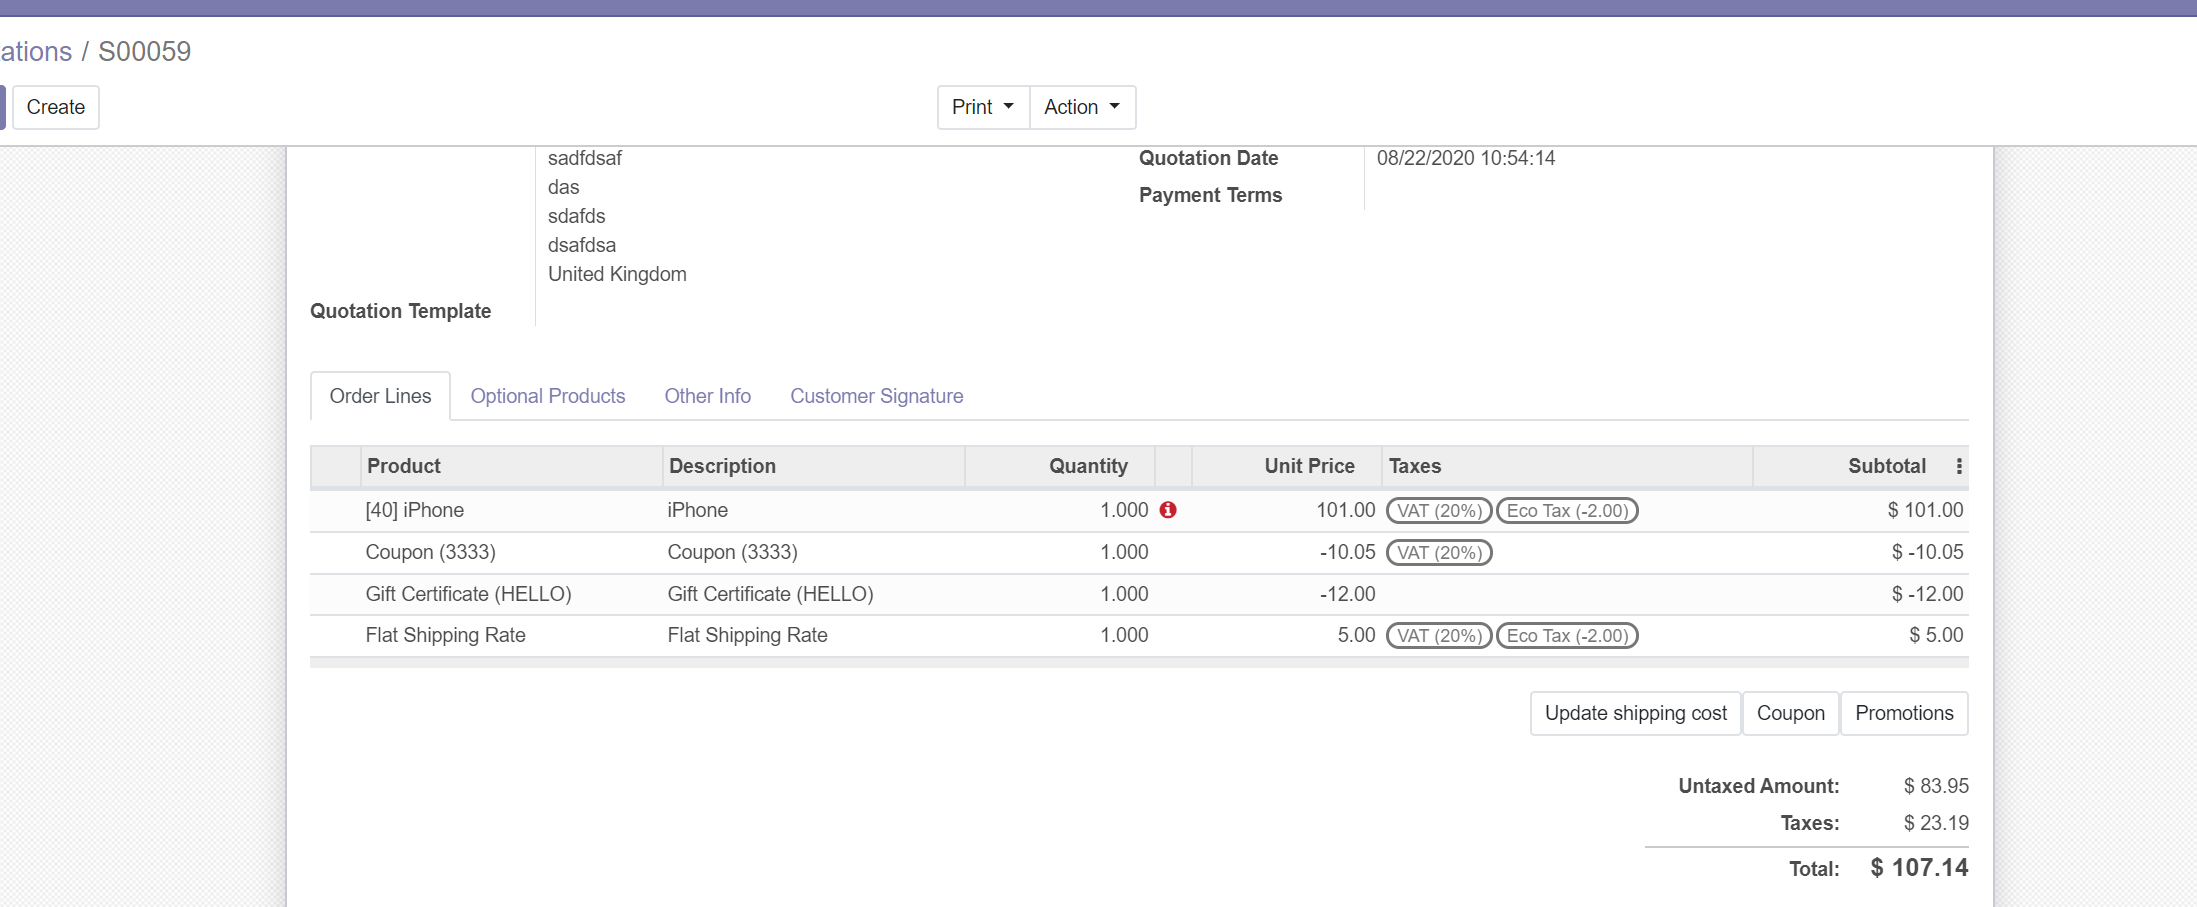 ations / S00059
Create
Print Action
sadfdsaf
das
sdafds
dsafdsa
United Kingdom
Quotation Date 08/22/2020 10:54:14
Payment Terms
Quotation Template
Order Lines Optional Products Other Info Customer Signature
Product Description Quantity Unit Price Taxes Subtotal
[40] iPhone iPhone 1.000 101.00 VAT (20%) Eco Tax (-2.00) $ 101.00
Coupon (3333) Coupon (3333) 1.000 -10.05 VAT (20%) $ -10.05
Gift Certificate (HELLO) Gift Certificate (HELLO) 1.000 -12.00 $ -12.00
Flat Shipping Rate Flat Shipping Rate 1.000 5.00 VAT (20%) Eco Tax (-2.00) $ 5.00
Update shipping cost Coupon Promotions
Untaxed Amount: $ 83.95
Taxes: $ 23.19
Total: $ 107.14